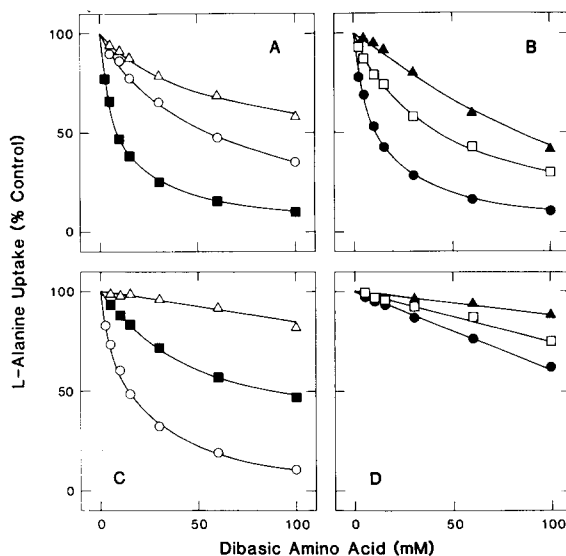 A
B
100
50
0
L-Alanine Uptake (% Control)
100
50
0
C
D
0 50 100
0 50 100
Dibasic Amino Acid (mM)